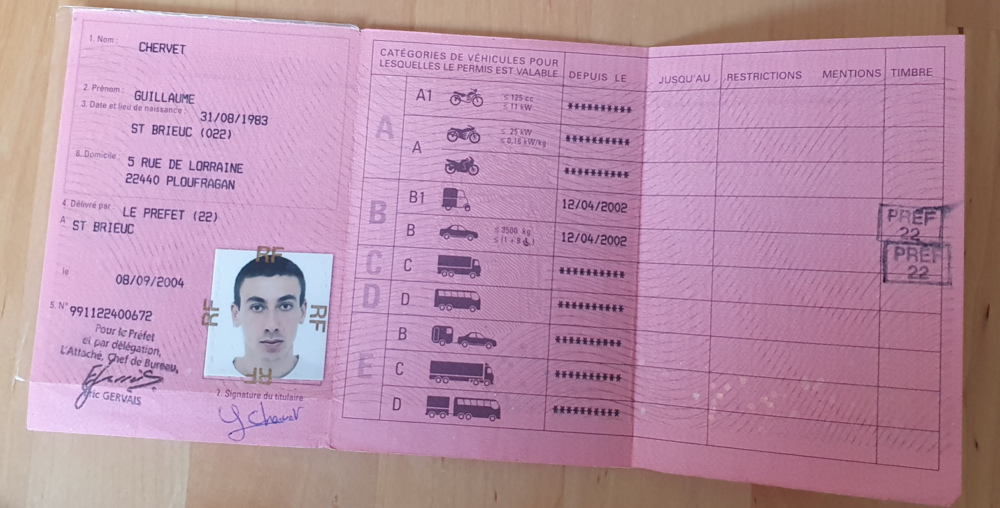 1. Nom : CHERVET
2. Prénom : GUILLAUME
3. Date et lieu de naissance : 31/08/1983
ST BRIEUC (022)
8. Domicile : 5 RUE DE LORRAINE
22440 PLOUFRAGAN
4. Délivré par : LE PREFET (22)
A ST BRIEUC
le 08/09/2004
5. N° 991122400672
Pour le Préfet
et par délégation,
L'Attaché, Chef de Bureau,
Eric GERVAIS
RF
RF
RF
RF
7. Signature du titulaire
Chervet
CATÉGORIES DE VÉHICULES POUR
LESQUELLES LE PERMIS EST VALABLE
DEPUIS LE
JUSQU'AU
RESTRICTIONS MENTIONS
TIMBRE
A
A1 ≤ 125 cc
≤ 11 kW
**********
A ≤ 25 kW
≤ 0,16 kW/kg
**********
**********
B
B1 12/04/2002
B ≤ 3500 kg
≤ (1 + 8 )
12/04/2002
C
C **********
D
D **********
E
B **********
C **********
D **********
PREF
22
PREF
22